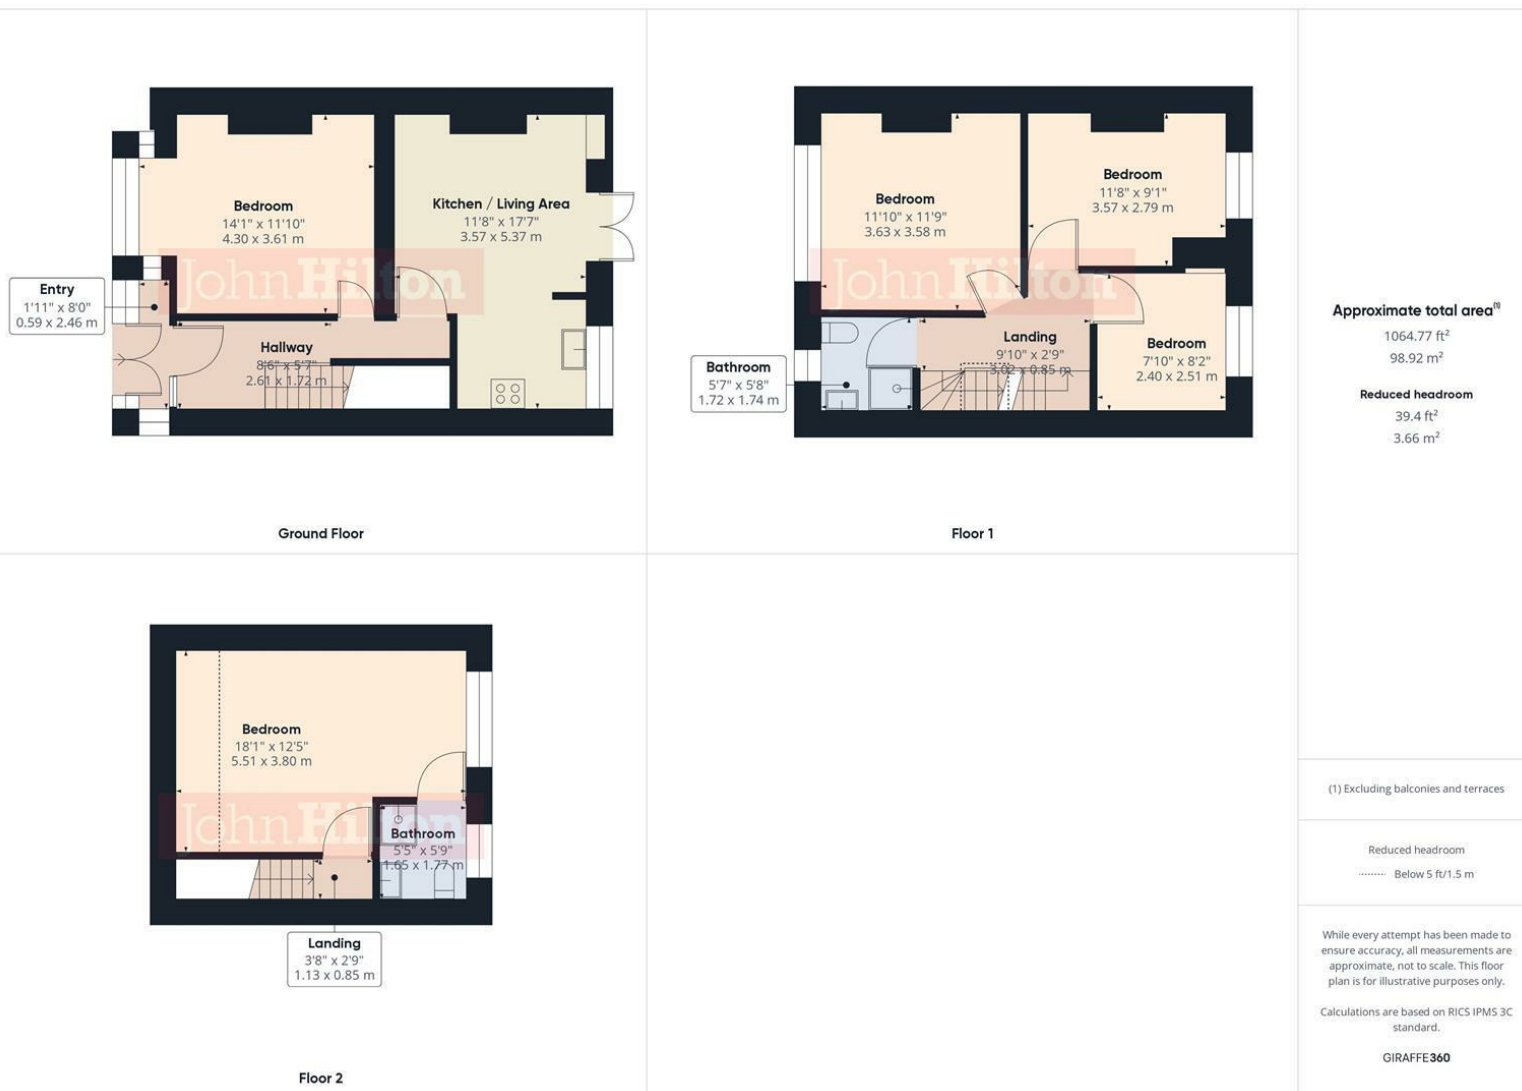 Bedroom
14'1" x 11'10"
4.30 x 3.61 m
Kitchen / Living Area
11'8" x 17'7"
3.57 x 5.37 m
John Hilton
Entry
1'11" x 8'0"
0.59 x 2.46 m
Hallway
8'6" x 5'7"
2.61 x 1.72 m
Ground Floor
Bedroom
11'10" x 11'9"
3.63 x 3.58 m
Bedroom
11'8" x 9'1"
3.57 x 2.79 m
John Hilton
Landing
9'10" x 2'9"
3.02 x 0.85 m
Bedroom
7'10" x 8'2"
2.40 x 2.51 m
Bathroom
5'7" x 5'8"
1.72 x 1.74 m
Floor 1
Bedroom
18'1" x 12'5"
5.51 x 3.80 m
John Hilton
Bathroom
5'5" x 5'9"
1.65 x 1.77 m
Landing
3'8" x 2'9"
1.13 x 0.85 m
Floor 2
Approximate total area(1)
1064.77 ft²
98.92 m²
Reduced headroom
39.4 ft²
3.66 m²
(1) Excluding balconies and terraces
Reduced headroom
Below 5 ft/1.5 m
While every attempt has been made to
ensure accuracy, all measurements are
approximate, not to scale. This floor
plan is for illustrative purposes only.
Calculations are based on RICS IPMS 3C
standard.
GIRAFFE360